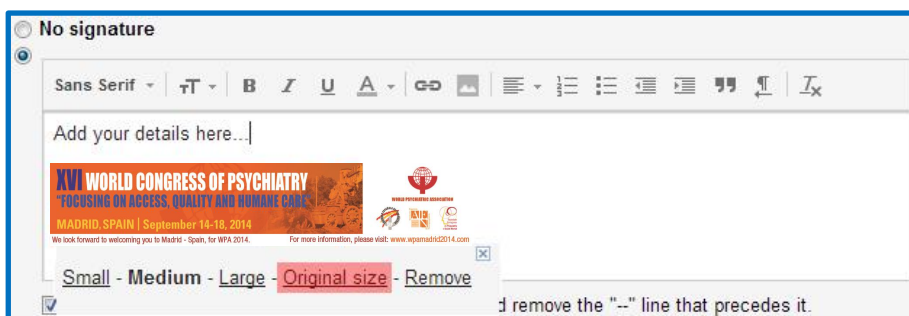 No signature
Sans Serif
Add your details here...
XVI WORLD CONGRESS OF PSYCHIATRY
"FOCUSING ON ACCESS, QUALITY AND HUMANE CARE"
MADRID, SPAIN | September 14-18, 2014
WORLD PSYCHIATRIC ASSOCIATION
We look forward to welcoming you to Madrid - Spain, for WPA 2014. For more information, please visit: www.wpamadrid2014.com
Small - Medium - Large - Original size - Remove
remove the "--" line that precedes it.